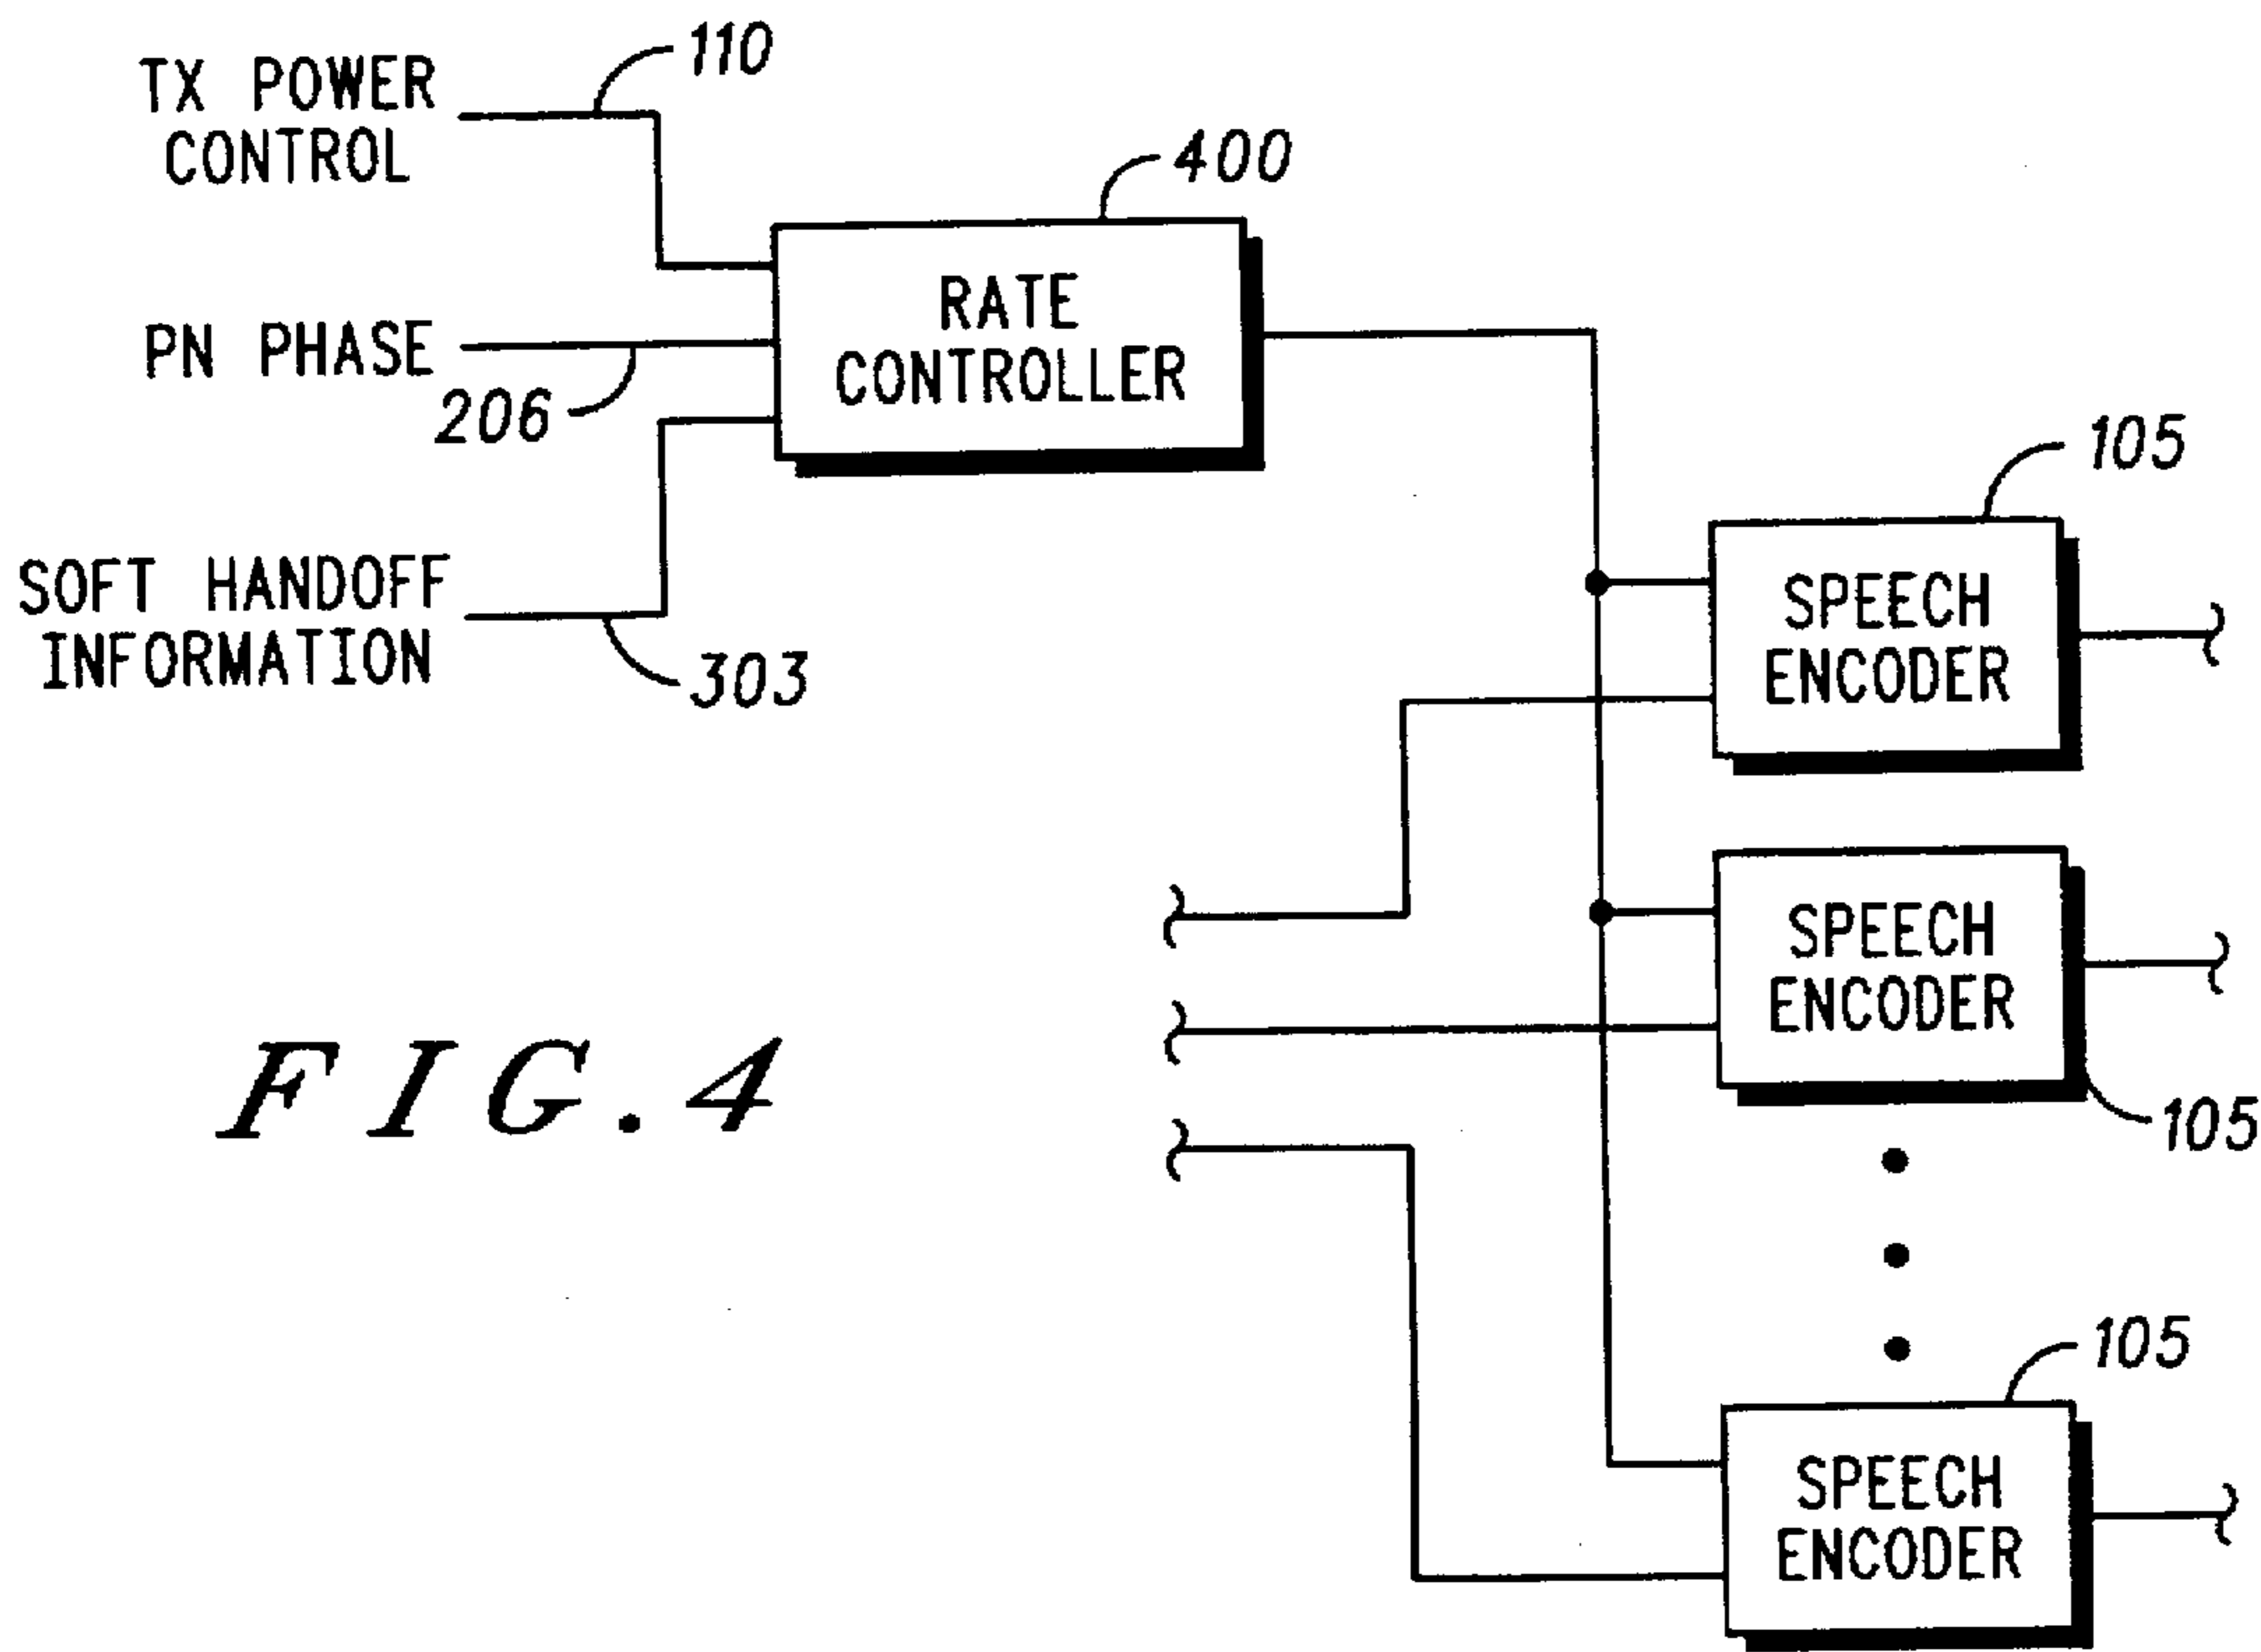 TX POWER
CONTROL
110
400
RATE
CONTROLLER
PN PHASE
206
SOFT HANDOFF
INFORMATION
303
105
SPEECH
ENCODER
SPEECH
ENCODER
105
FIG.4
105
SPEECH
ENCODER